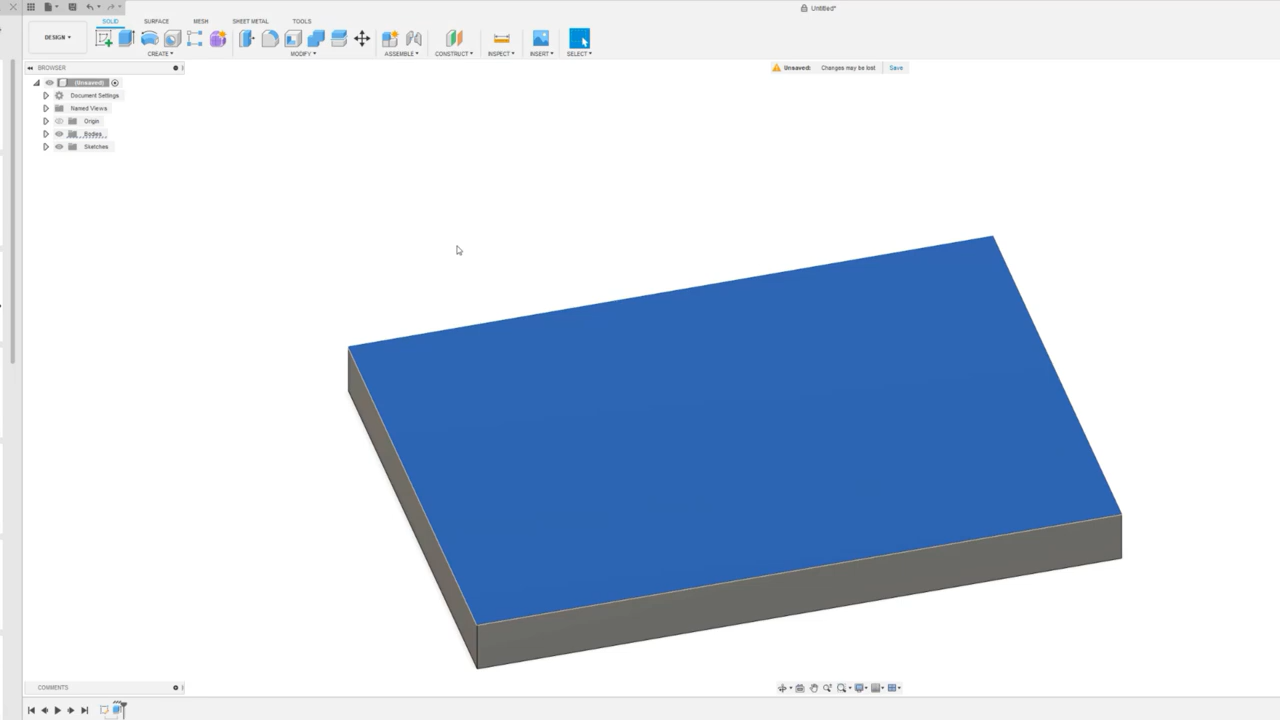 Untitled*
SOLID SURFACE MESH SHEET METAL TOOLS
DESIGN
CREATE MODIFY ASSEMBLE CONSTRUCT INSPECT INSERT SELECT
BROWSER
Unsaved: Changes may be lost Save
(Unsaved)
Document Settings
Named Views
Origin
Bodies
Sketches
COMMENTS